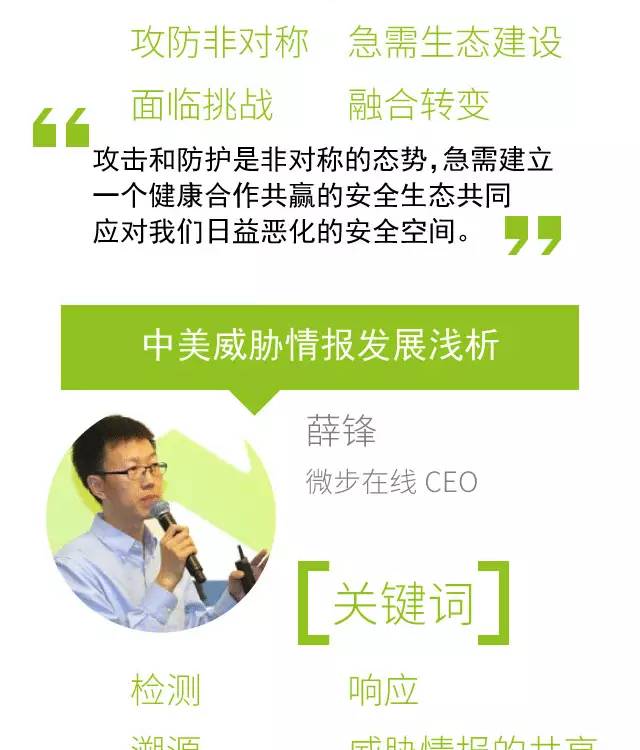 攻防非对称 急需生态建设
面临挑战 融合转变
“
攻击和防护是非对称的态势，急需建立
一个健康合作共赢的安全生态共同
应对我们日益恶化的安全空间。
”
中美威胁情报发展浅析
薛锋
微步在线 CEO
[关键词]
检测 响应
溯源 威胁情报的共享